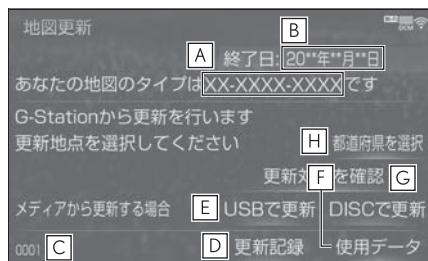 地図更新
DCM
B
A 終了日: 20**年**月**日
あなたの地図のタイプはXX-XXXX-XXXXです
G-Stationから更新を行います
更新地点を選択してください H 都道府県を選択
更新 F を確認 G
メディアから更新する場合 E USBで更新 DISCで更新
0001 C D 更新記録 使用データ